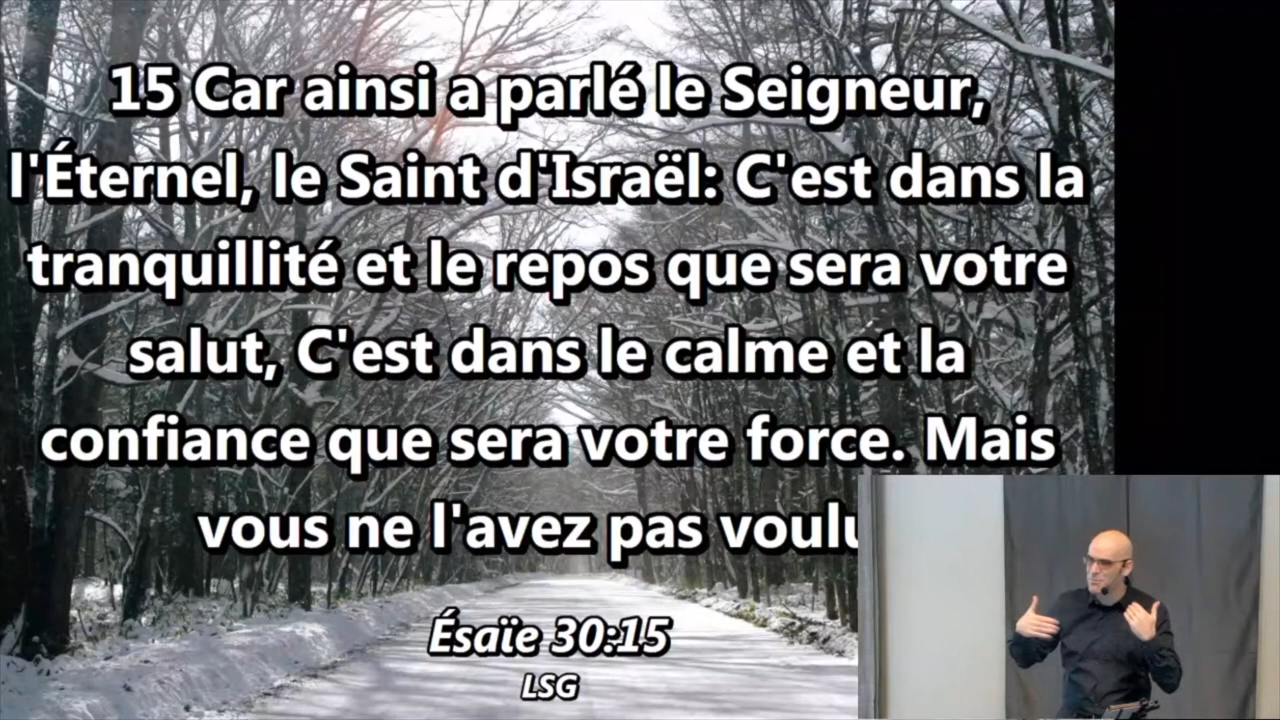 15 Car ainsi a parlé le Seigneur,
l'Éternel, le Saint d'Israël: C'est dans la
tranquillité et le repos que sera votre
salut, C'est dans le calme et la
confiance que sera votre force. Mais
vous ne l'avez pas voulu
Ésaïe 30:15
LSG